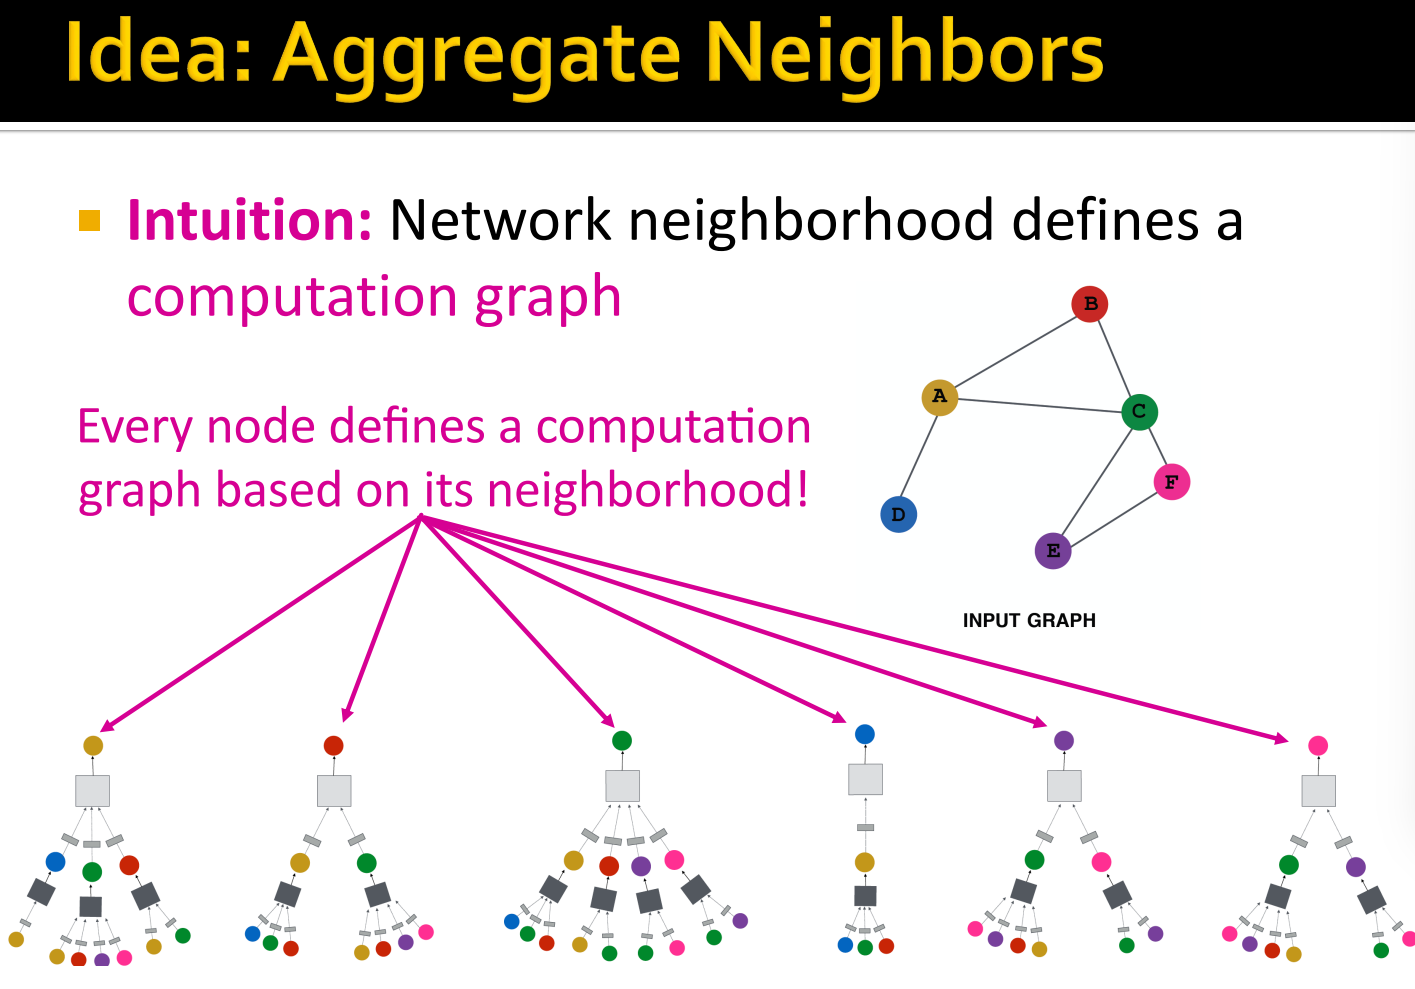 Idea: Aggregate Neighbors
Intuition: Network neighborhood defines a
computation graph
Every node defines a computation
graph based on its neighborhood!
B
A
C
F
D
E
INPUT GRAPH